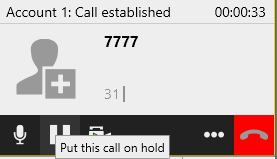 Account 1: Call established 00:00:33
7777
31
Put this call on hold